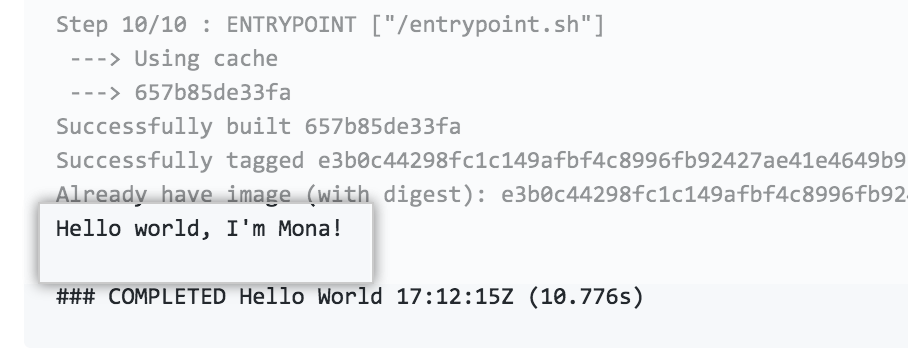 Step 10/10 : ENTRYPOINT ["/entrypoint.sh"]
---> Using cache
---> 657b85de33fa
Successfully built 657b85de33fa
Successfully tagged e3b0c44298fc1c149afbf4c8996fb92427ae41e4649b9
Already have image (with digest): e3b0c44298fc1c149afbf4c8996fb924
Hello world, I'm Mona!
### COMPLETED Hello World 17:12:15Z (10.776s)